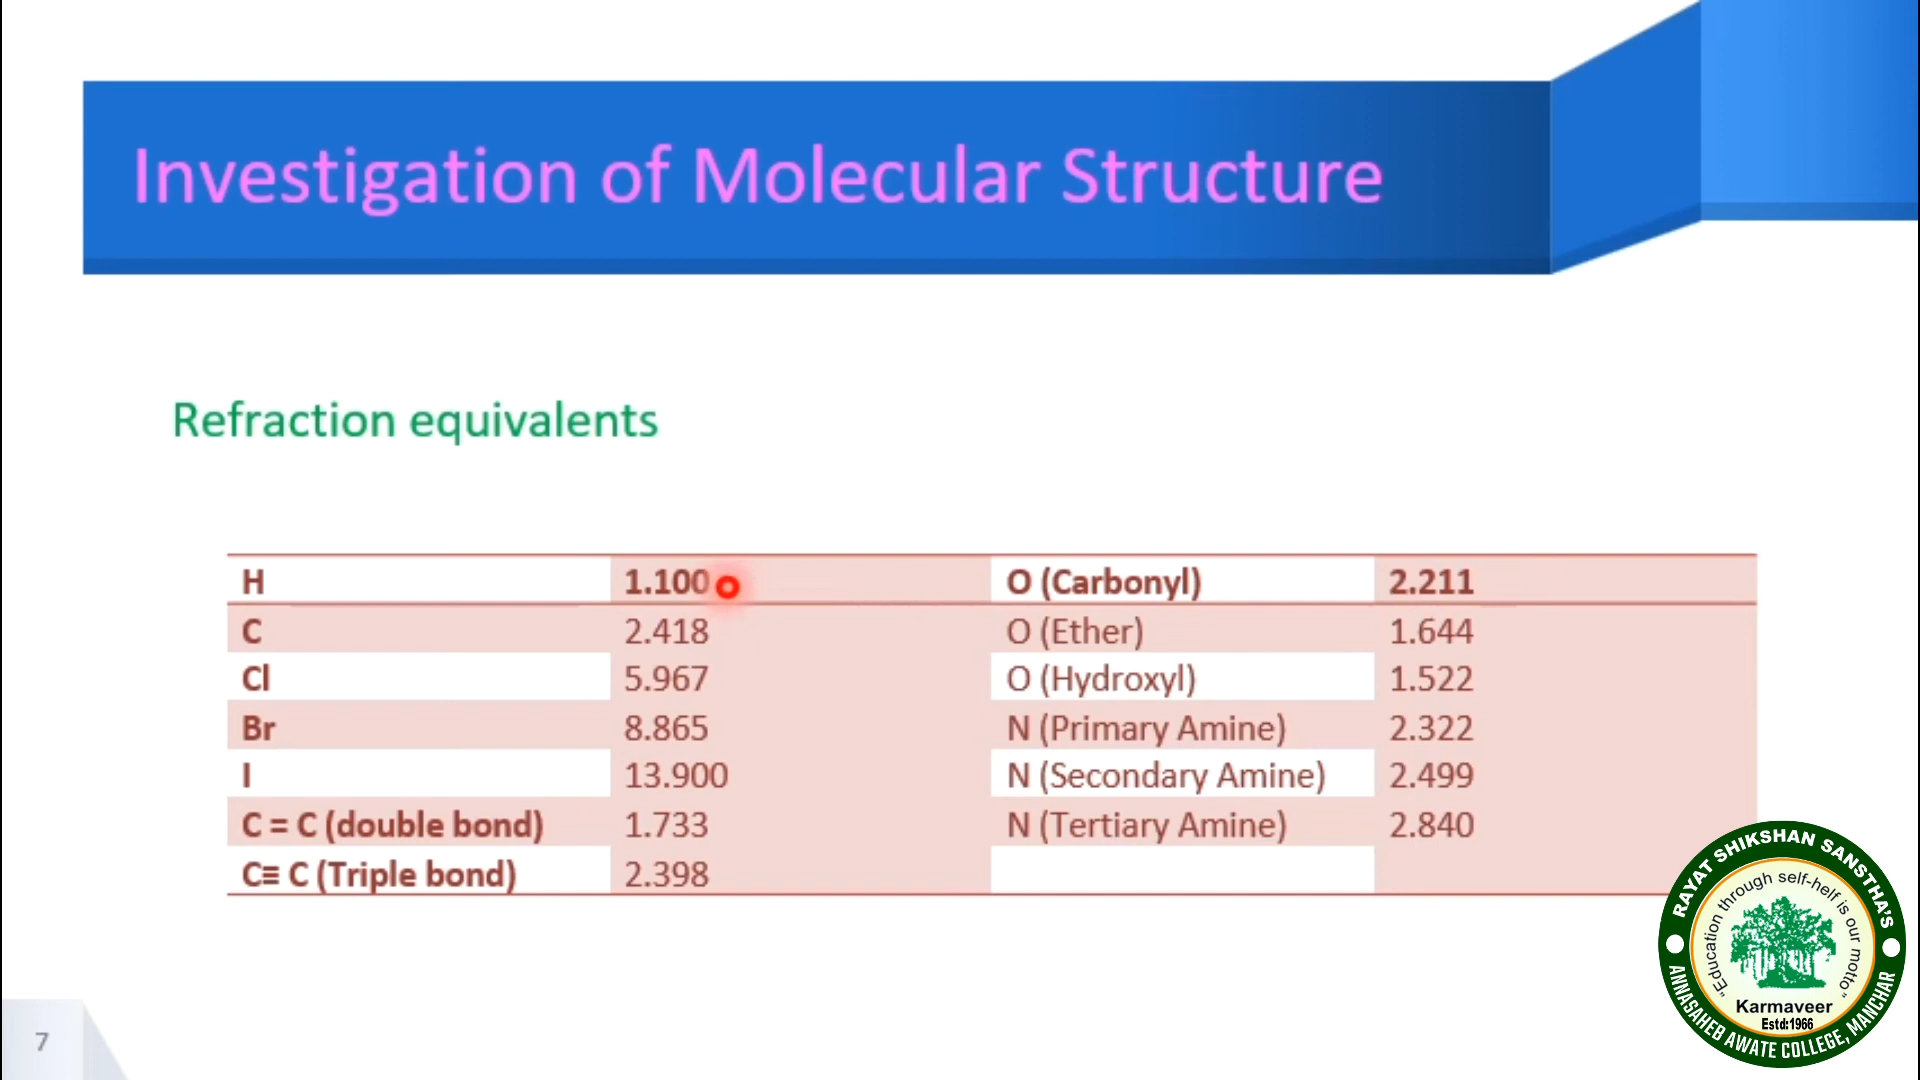 Investigation of Molecular Structure
Refraction equivalents
H 1.100 O (Carbonyl) 2.211
C 2.418 O (Ether) 1.644
Cl 5.967 O (Hydroxyl) 1.522
Br 8.865 N (Primary Amine) 2.322
I 13.900 N (Secondary Amine) 2.499
C = C (double bond) 1.733 N (Tertiary Amine) 2.840
C≡ C (Triple bond) 2.398
RAYAT SHIKSHAN SANSTHA'S
"Education through self-helf is our motto"
Karmaveer
Estd:1966
ANNASAHEB AWATE COLLEGE, MANCHAR
7